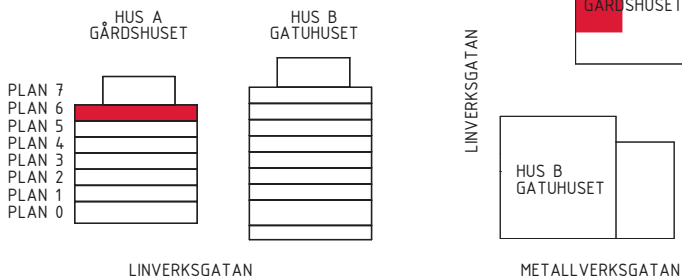 HUS A
GÅRDSHUSET
HUS B
GATUHUSET
PLAN 7
PLAN 6
PLAN 5
PLAN 4
PLAN 3
PLAN 2
PLAN 1
PLAN 0
LINVERKSGATAN
GÅRDSHUSET
LINVERKSGATAN
HUS B
GATUHUSET
METALLVERKSGATAN